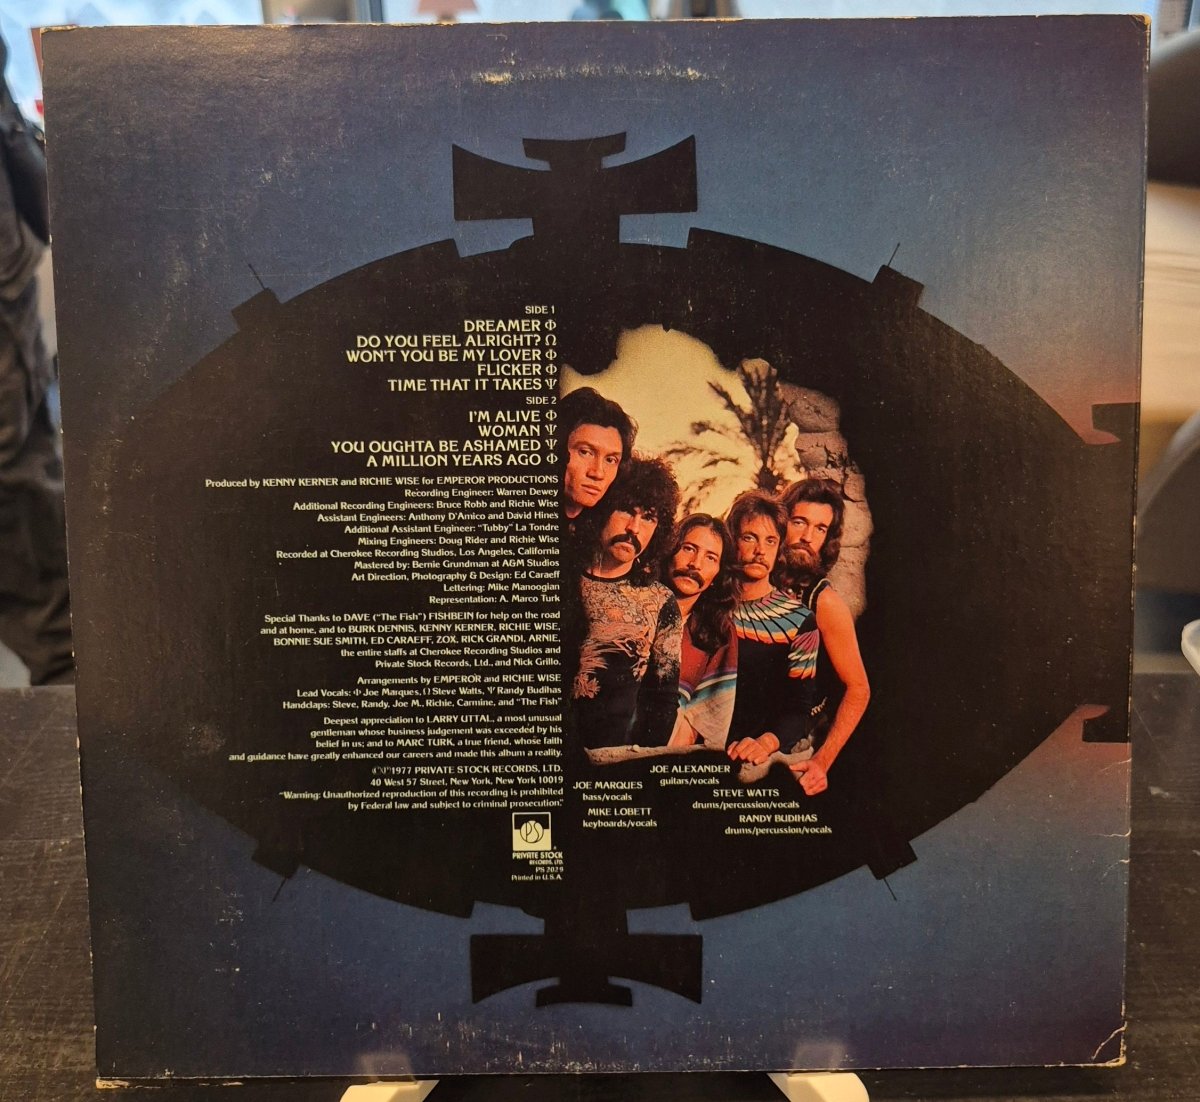 SIDE 1
DREAMER Φ
DO YOU FEEL ALRIGHT? Ω
WON'T YOU BE MY LOVER Φ
FLICKER Φ
TIME THAT IT TAKES Ψ
SIDE 2
I'M ALIVE Φ
WOMAN Ψ
YOU OUGHTA BE ASHAMED Ψ
A MILLION YEARS AGO Φ
Produced by KENNY KERNER and RICHIE WISE for EMPEROR PRODUCTIONS
Recording Engineer: Warren Dewey
Additional Recording Engineers: Bruce Robb and Richie Wise
Assistant Engineers: Anthony D'Amico and David Hines
Additional Assistant Engineer: "Tubby" La Tondre
Mixing Engineers: Doug Rider and Richie Wise
Recorded at Cherokee Recording Studios, Los Angeles, California
Mastered by: Bernie Grundman at A&M Studios
Art Direction, Photography & Design: Ed Caraeff
Lettering: Mike Manoogian
Representation: A. Marco Turk
Special Thanks to DAVE ("The Fish") FISHBEIN for help on the road
and at home, and to BURK DENNIS, KENNY KERNER, RICHIE WISE,
BONNIE SUE SMITH, ED CARAEFF, ZOX, RICK GRANDI, ARNIE,
the entire staffs at Cherokee Recording Studios and
Private Stock Records, Ltd., and Nick Grillo.
Arrangements by EMPEROR and RICHIE WISE
Lead Vocals: Φ Joe Marques, Ω Steve Watts, Ψ Randy Budihas
Handclaps: Steve, Randy, Joe M., Richie, Carmine, and "The Fish"
Deepest appreciation to LARRY UTTAL, a most unusual
gentleman whose business judgement was exceeded by his
belief in us; and to MARC TURK, a true friend, whose faith
and guidance have greatly enhanced our careers and made this album a reality.
©℗1977 PRIVATE STOCK RECORDS, LTD.
40 West 57 Street, New York, New York 10019
"Warning: Unauthorized reproduction of this recording is prohibited
by Federal law and subject to criminal prosecution."
PS
PRIVATE STOCK
RECORDS, LTD.
PS 2029
Printed in U.S.A.
JOE MARQUES
bass/vocals
MIKE LOBETT
keyboards/vocals
JOE ALEXANDER
guitars/vocals
STEVE WATTS
drums/percussion/vocals
RANDY BUDIHAS
drums/percussion/vocals